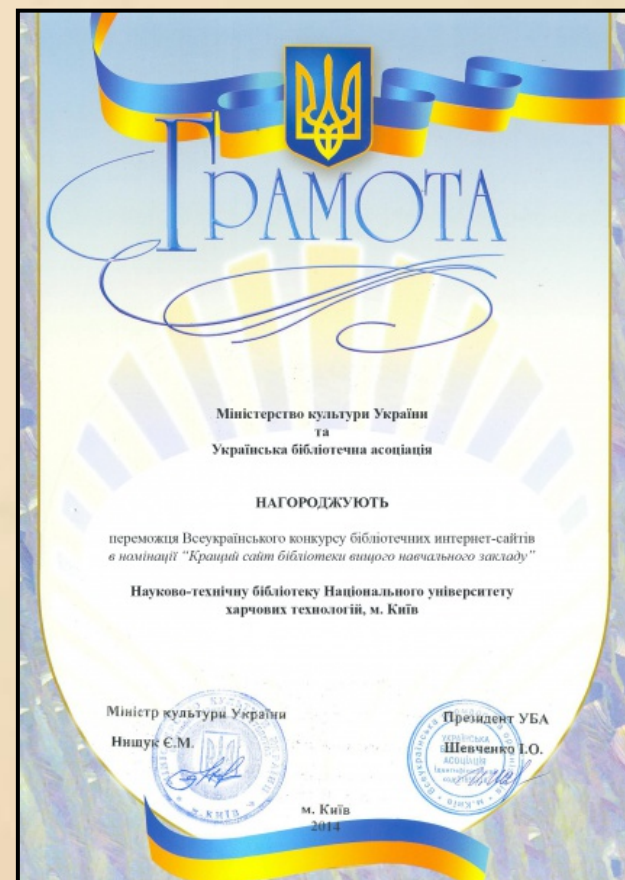 ГРАМОТА
Міністерство культури України
та
Українська бібліотечна асоціація
НАГОРОДЖУЮТЬ
переможця Всеукраїнського конкурсу бібліотечних интернет-сайтів
в номінації “Кращий сайт бібліотеки вищого навчального закладу”
Науково-технічну бібліотеку Національного університету
харчових технологій, м. Київ
Міністр культури України
Нищук Є.М.
Президент УБА
Шевченко І.О.
УКРАЇНСЬКА
АСОЦІАЦІЯ
м. Київ
2014